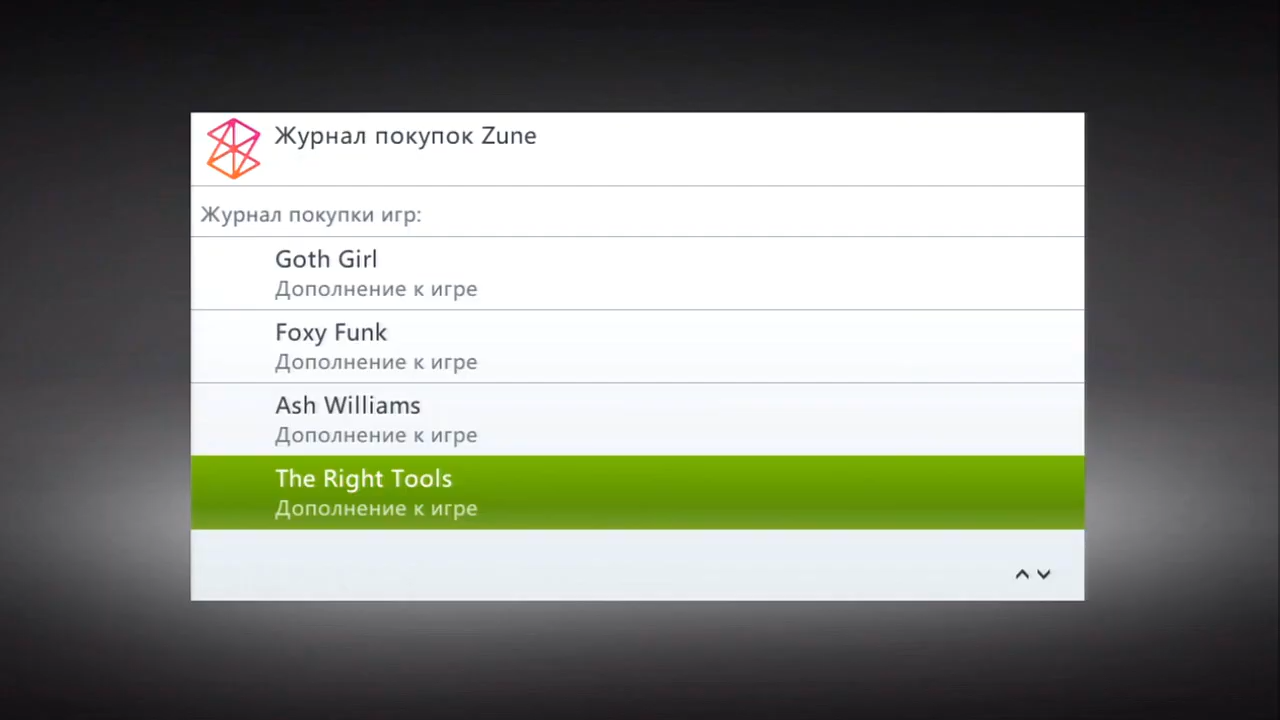 Журнал покупок Zune
Журнал покупки игр:
Goth Girl
Дополнение к игре
Foxy Funk
Дополнение к игре
Ash Williams
Дополнение к игре
The Right Tools
Дополнение к игре